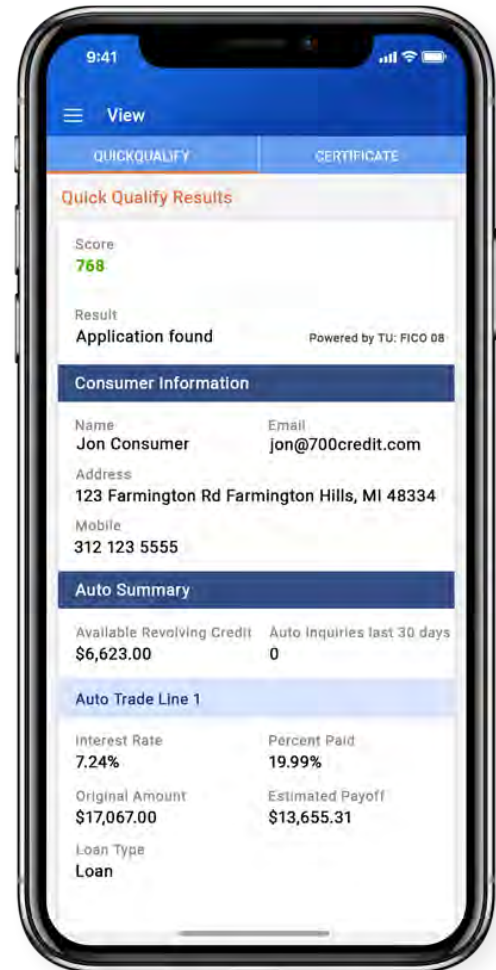 9:41
View
QUICKQUALIFY CERTIFICATE
Quick Qualify Results
Score
768
Result
Application found Powered by TU: FICO 08
Consumer Information
Name Email
Jon Consumer jon@700credit.com
Address
123 Farmington Rd Farmington Hills, MI 48334
Mobile
312 123 5555
Auto Summary
Available Revolving Credit Auto Inquiries last 30 days
$6,623.00 0
Auto Trade Line 1
Interest Rate Percent Paid
7.24% 19.99%
Original Amount Estimated Payoff
$17,067.00 $13,655.31
Loan Type
Loan